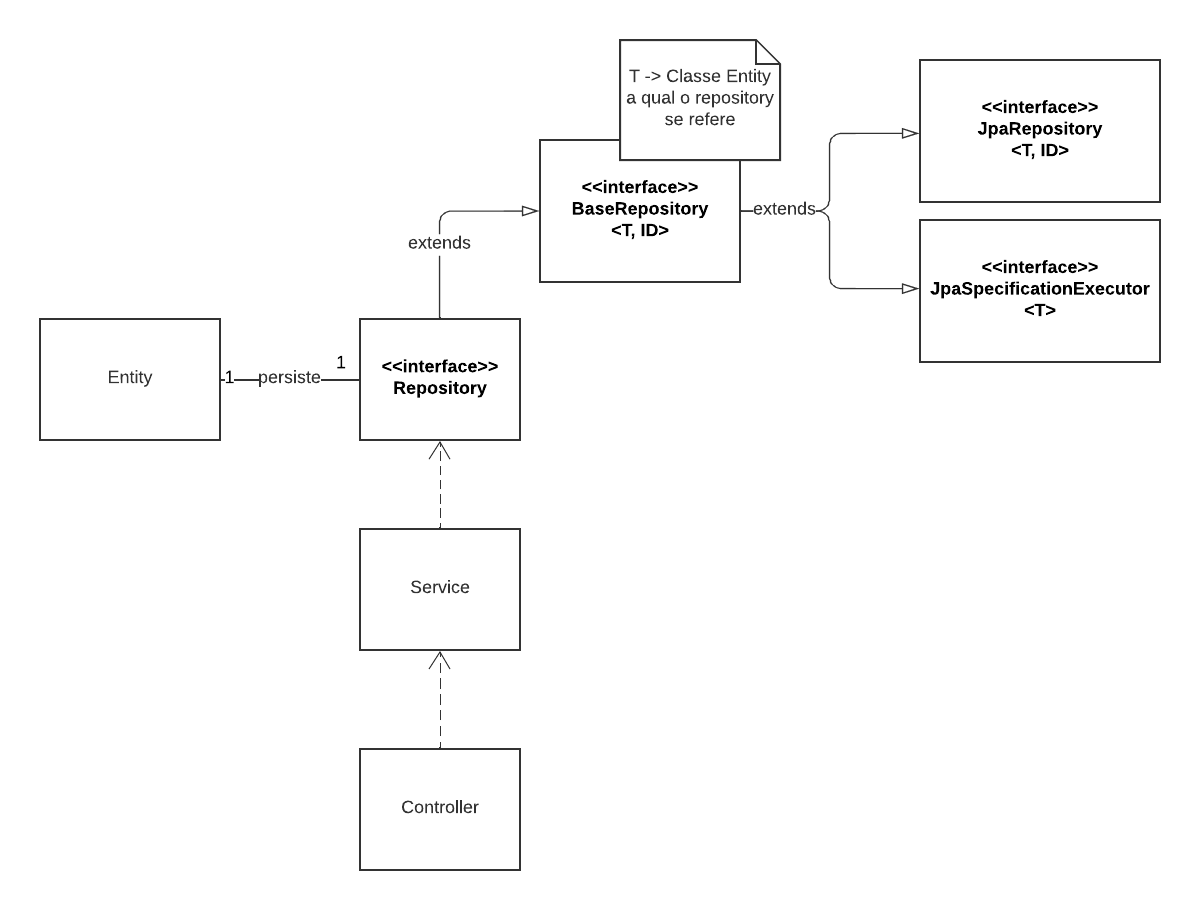 T -> Classe Entity
a qual o repository
se refere
<<interface>>
BaseRepository
<T, ID>
extends
<<interface>>
JpaRepository
<T, ID>
<<interface>>
JpaSpecificationExecutor
<T>
extends
Entity
1
persiste
1
<<interface>>
Repository
Service
Controller